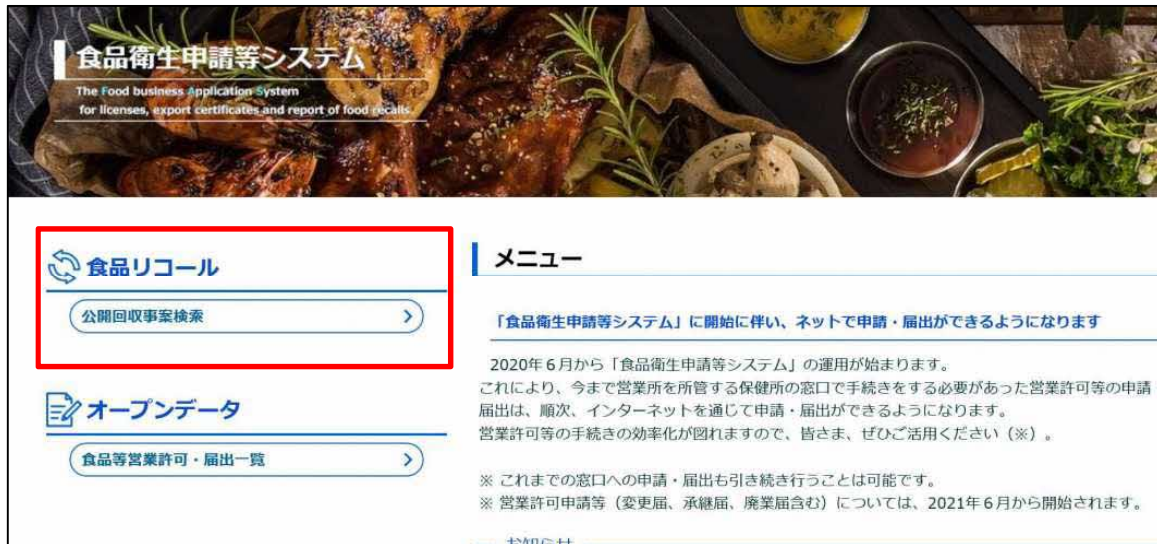 食品衛生申請等システム
The Food business Application System
for licenses, export certificates and report of food recalls.
食品リコール
公開回収事案検索
オープンデータ
食品等営業許可・届出一覧
メニュー
「食品衛生申請等システム」に開始に伴い、ネットで申請・届出ができるようになります
2020年6月から「食品衛生申請等システム」の運用が始まります。
これにより、今まで営業所を所管する保健所の窓口で手続きをする必要があった営業許可等の申請・
届出は、順次、インターネットを通じて申請・届出ができるようになります。
営業許可等の手続きの効率化が図れますので、皆さま、ぜひご活用ください（※）。
※ これまでの窓口への申請・届出も引き続き行うことは可能です。
※ 営業許可申請等（変更届、承継届、廃業届含む）については、2021年6月から開始されます。
お知らせ